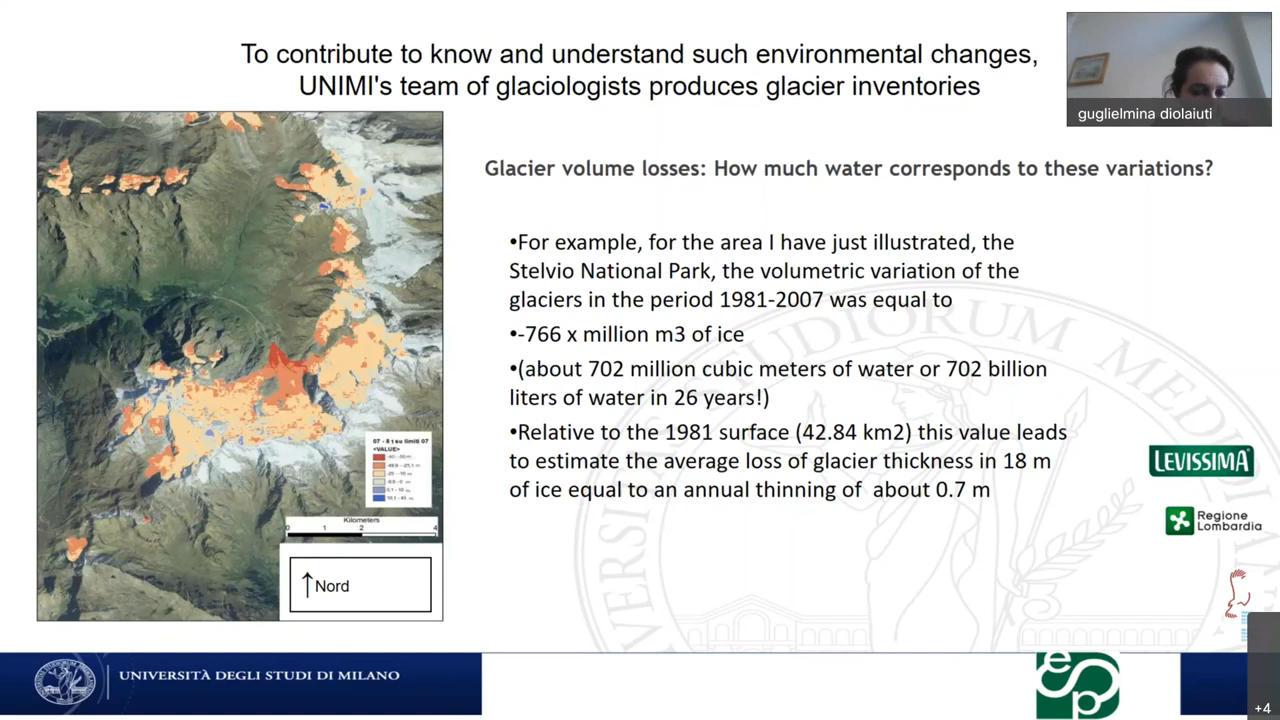 To contribute to know and understand such environmental changes,
UNIMI's team of glaciologists produces glacier inventories
guglielmina diolaiuti
Glacier volume losses: How much water corresponds to these variations?
•For example, for the area I have just illustrated, the
Stelvio National Park, the volumetric variation of the
glaciers in the period 1981-2007 was equal to
•-766 x million m3 of ice
•(about 702 million cubic meters of water or 702 billion
liters of water in 26 years!)
•Relative to the 1981 surface (42.84 km2) this value leads
to estimate the average loss of glacier thickness in 18 m
of ice equal to an annual thinning of about 0.7 m
<VALUE>
Kilometers
0 1 2 4
↑Nord
LEVISSIMA
Regione
Lombardia
UNIVERSITÀ DEGLI STUDI DI MILANO
esp
+4